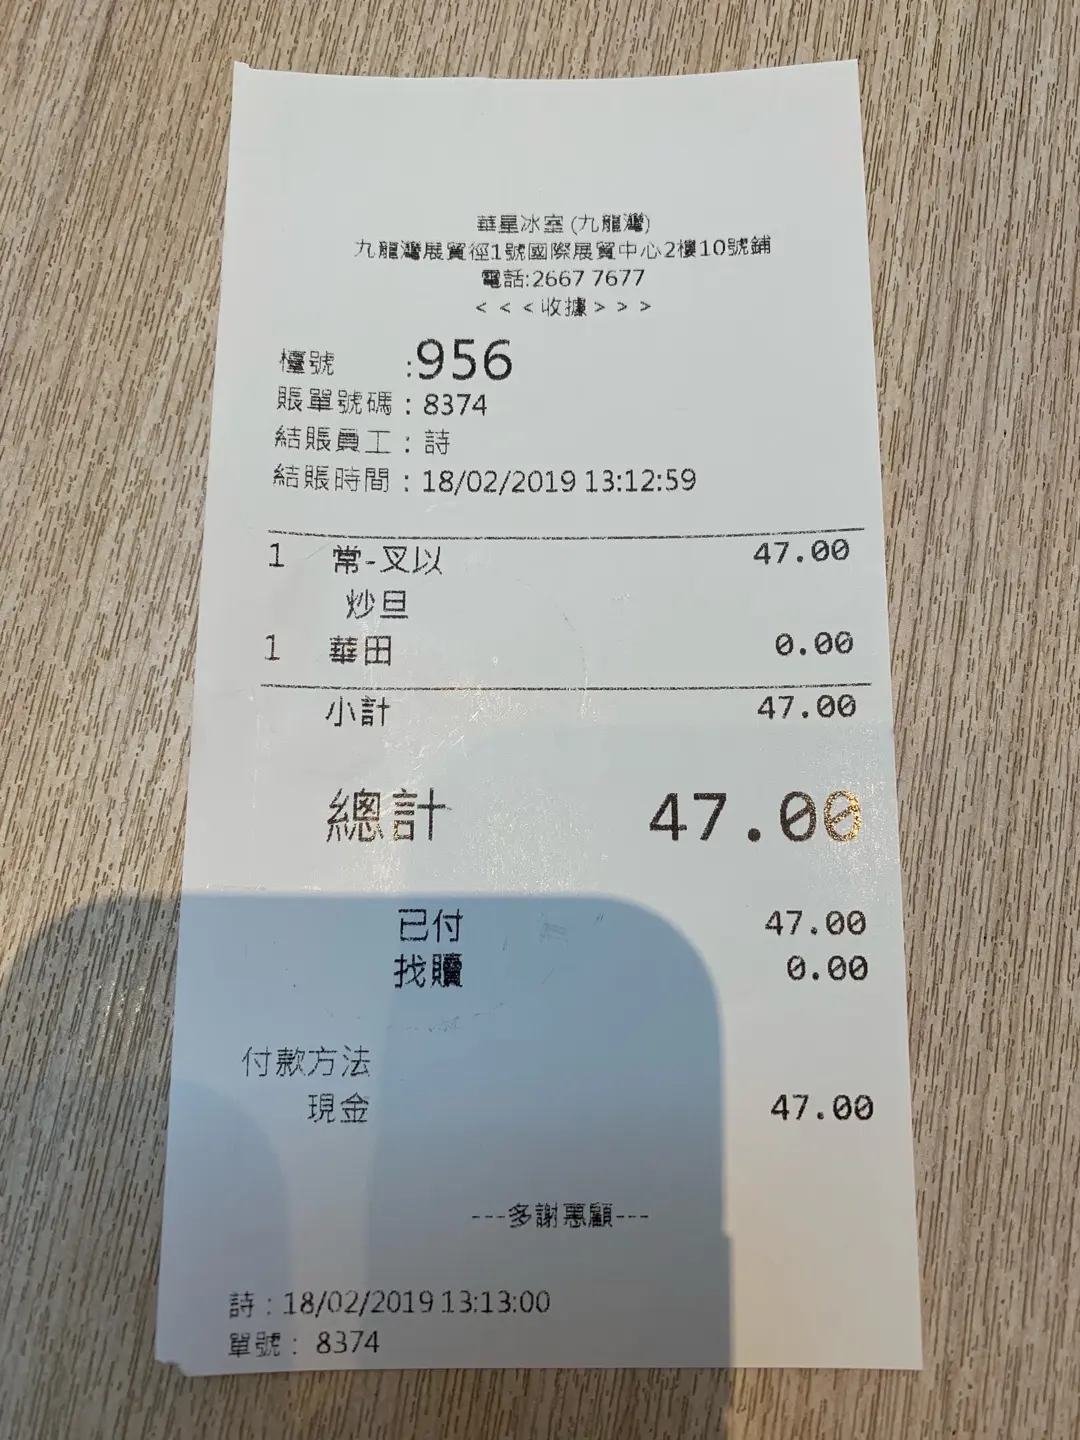 華星冰室 (九龍灣)
九龍灣展貿徑1號國際展貿中心2樓10號鋪
電話:2667 7677
< < < 收據 > > >
檯號 :956
賬單號碼 : 8374
結賬員工 : 詩
結賬時間 : 18/02/2019 13:12:59
1 常-叉以 47.00
炒旦
1 華田 0.00
小計 47.00
總計 47.00
已付 47.00
找贖 0.00
付款方法
現金 47.00
---多謝惠顧---
詩 : 18/02/2019 13:13:00
單號 : 8374